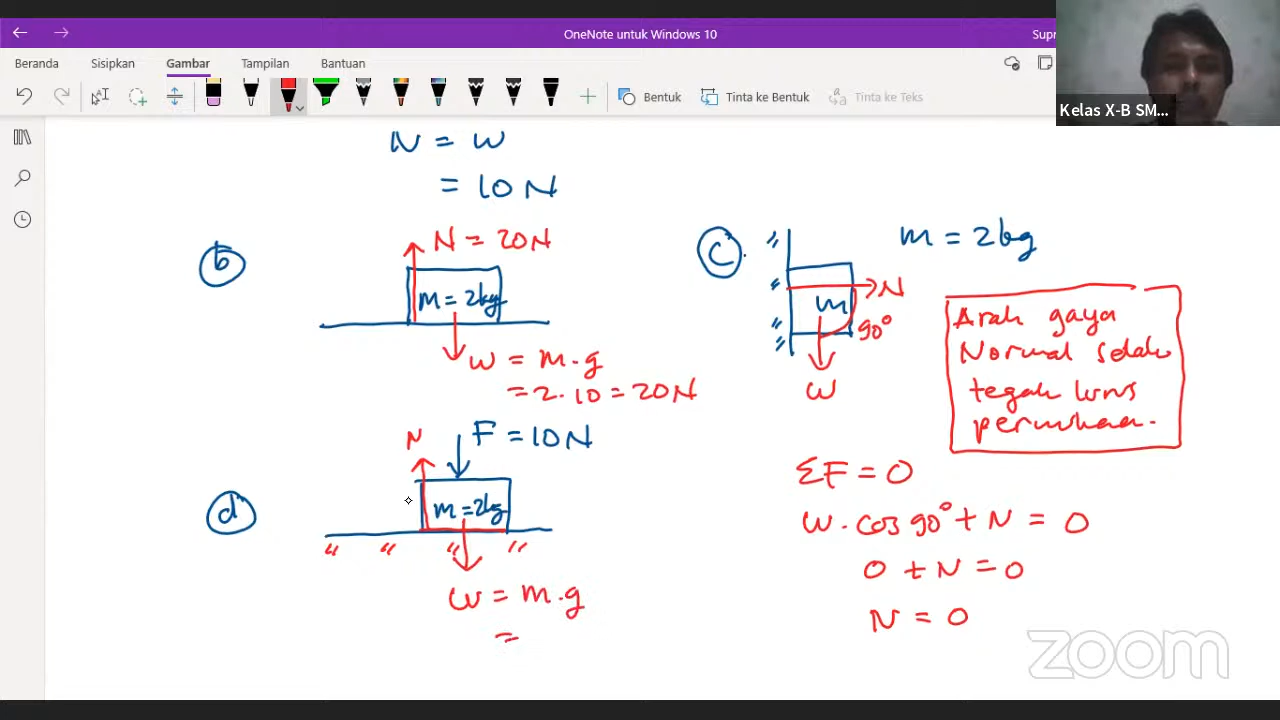 OneNote untuk Windows 10
Supr
Beranda Sisipkan Gambar Tampilan Bantuan
Bentuk Tinta ke Bentuk Tinta ke Teks
Kelas X-B SM...
N = W
= 10 N
b
N = 20N
m = 2kg
W = m.g
= 2.10 = 20N
C
m = 2kg
N
m
90°
W
Arah gaya
Normal selalu
tegak lurus
permukaan.
ΣF = 0
W. cos 90° + N = 0
0 + N = 0
N = 0
d
N
F = 10N
m = 2kg
W = m.g
=
zoom